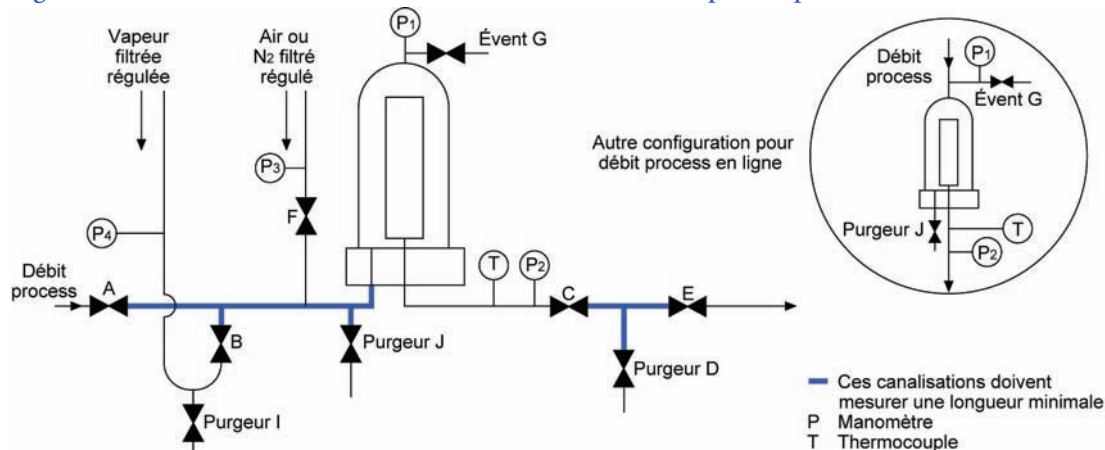 Vapeur
filtrée
régulée
Air ou
N2 filtré
régulé
P1
Évent G
P3
F
P4
Débit
process
A
B
Purgeur I
Purgeur J
T
P2
C
E
Purgeur D
Autre configuration pour
débit process en ligne
Débit
process
P1
Évent G
Purgeur J
T
P2
Ces canalisations doivent
mesurer une longueur minimale
P Manomètre
T Thermocouple